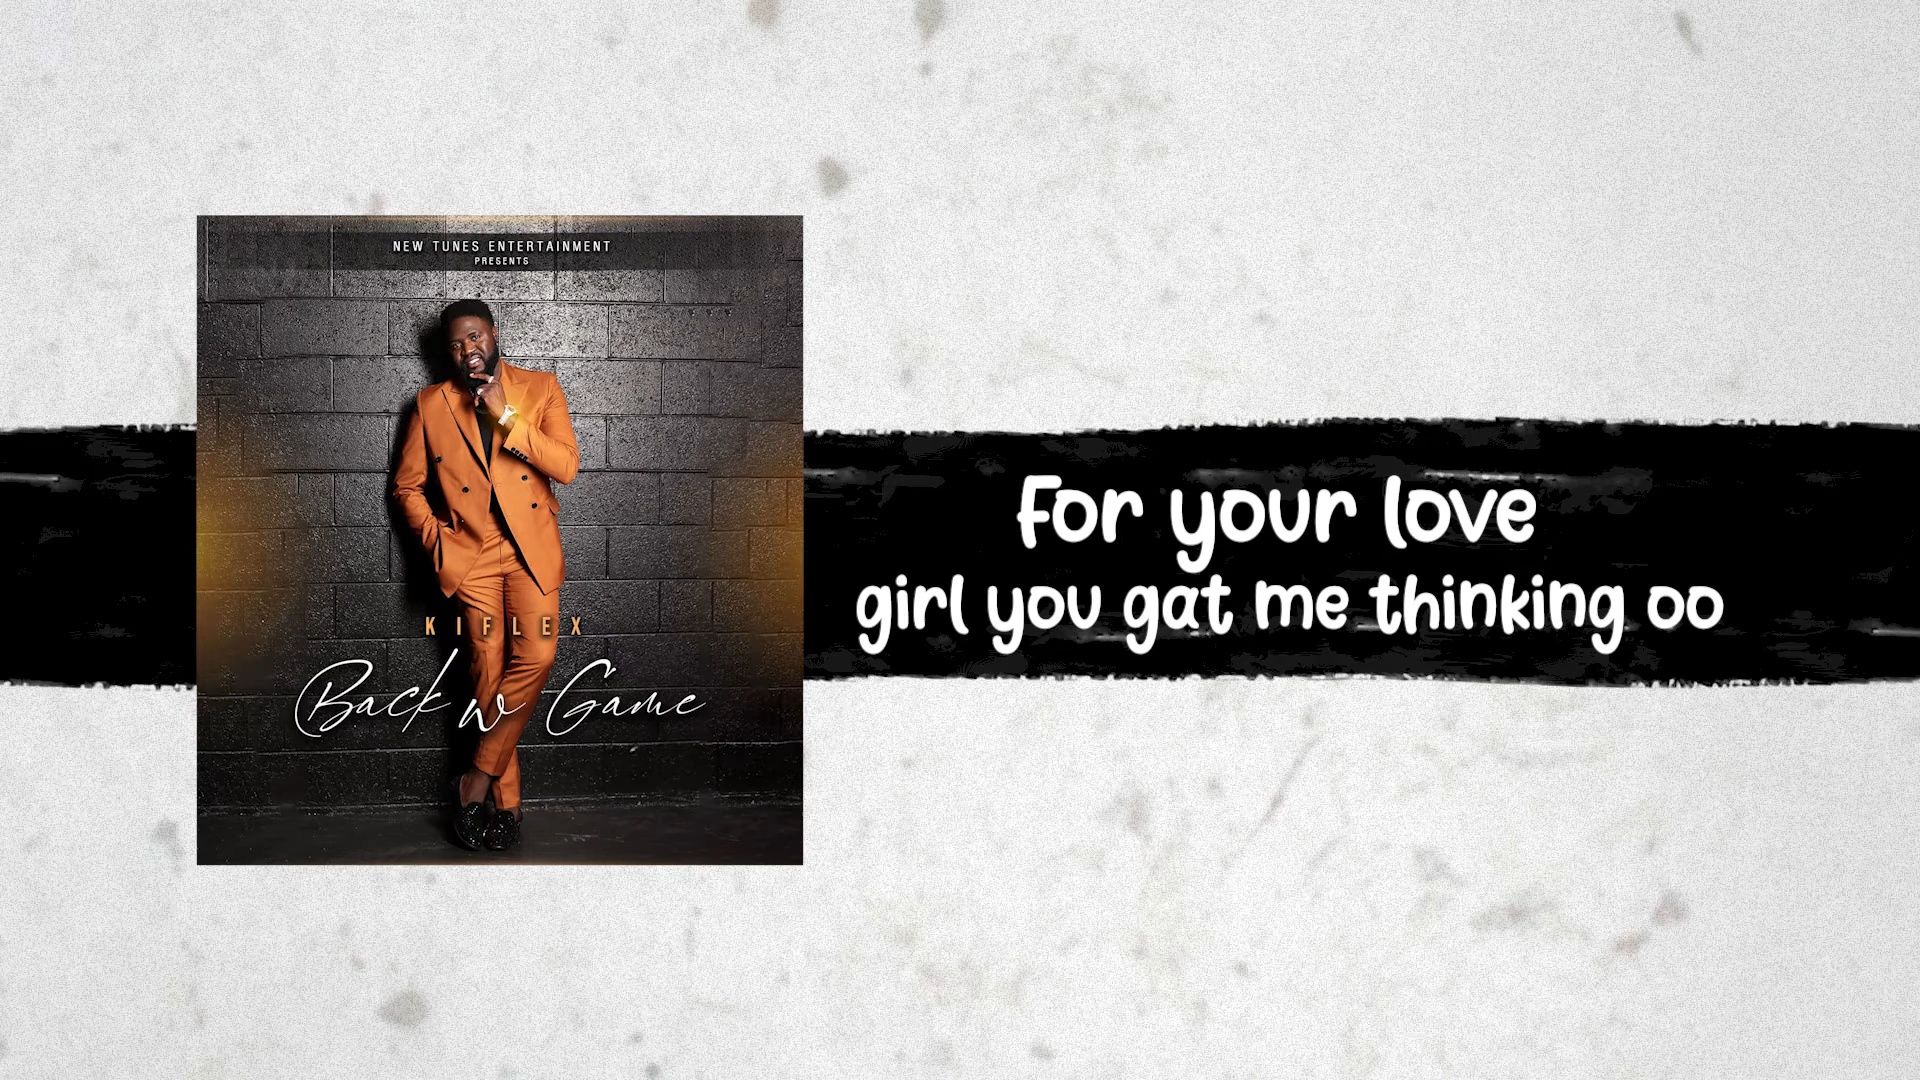 NEW TUNES ENTERTAINMENT
PRESENTS
KIFLEX
Back w Game
For your love
girl you gat me thinking oo